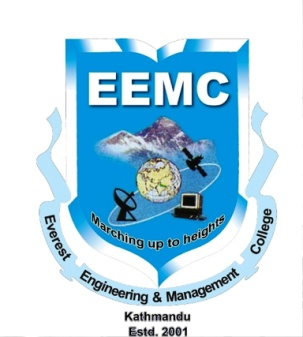 EEMC
Marching up to heights
Everest Engineering & Management College
Kathmandu
Estd. 2001